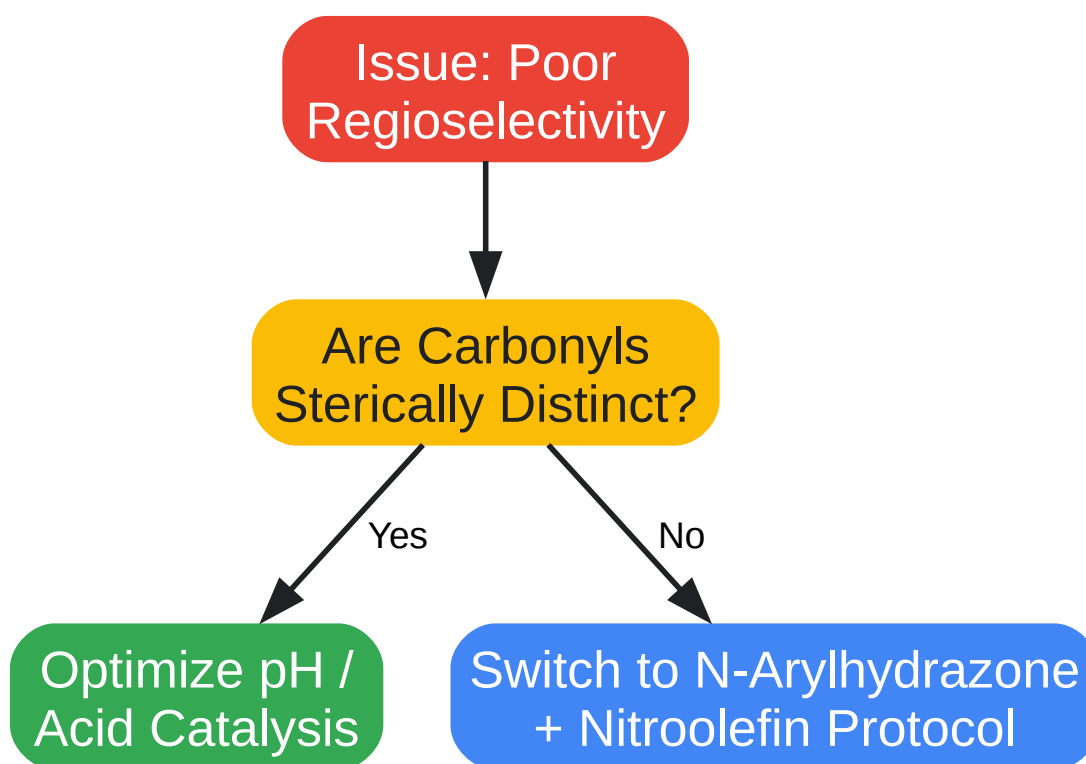 Issue: Poor
Regioselectivity
Are Carbonyls
Sterically Distinct?
Yes
No
Optimize pH /
Acid Catalysis
Switch to N-Arylhydrazone
+ Nitroolefin Protocol